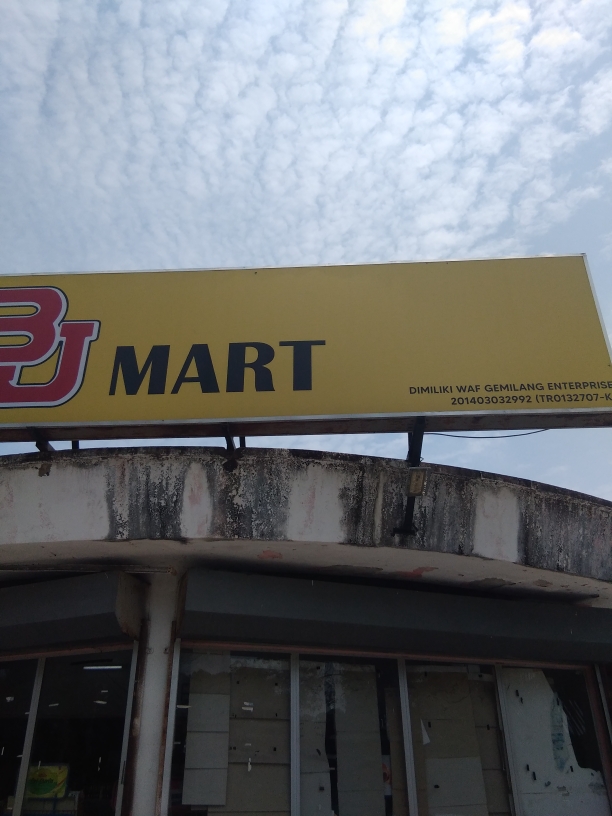 BJ MART
DIMILIKI WAF GEMILANG ENTERPRISE
201403032992 (TR0132707-K